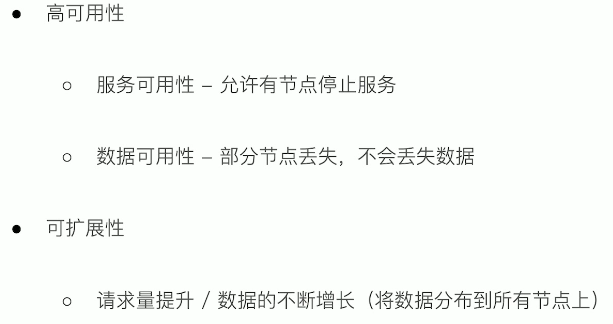 ● 高可用性
○ 服务可用性 – 允许有节点停止服务
○ 数据可用性 – 部分节点丢失，不会丢失数据
● 可扩展性
○ 请求量提升 / 数据的不断增长（将数据分布到所有节点上）